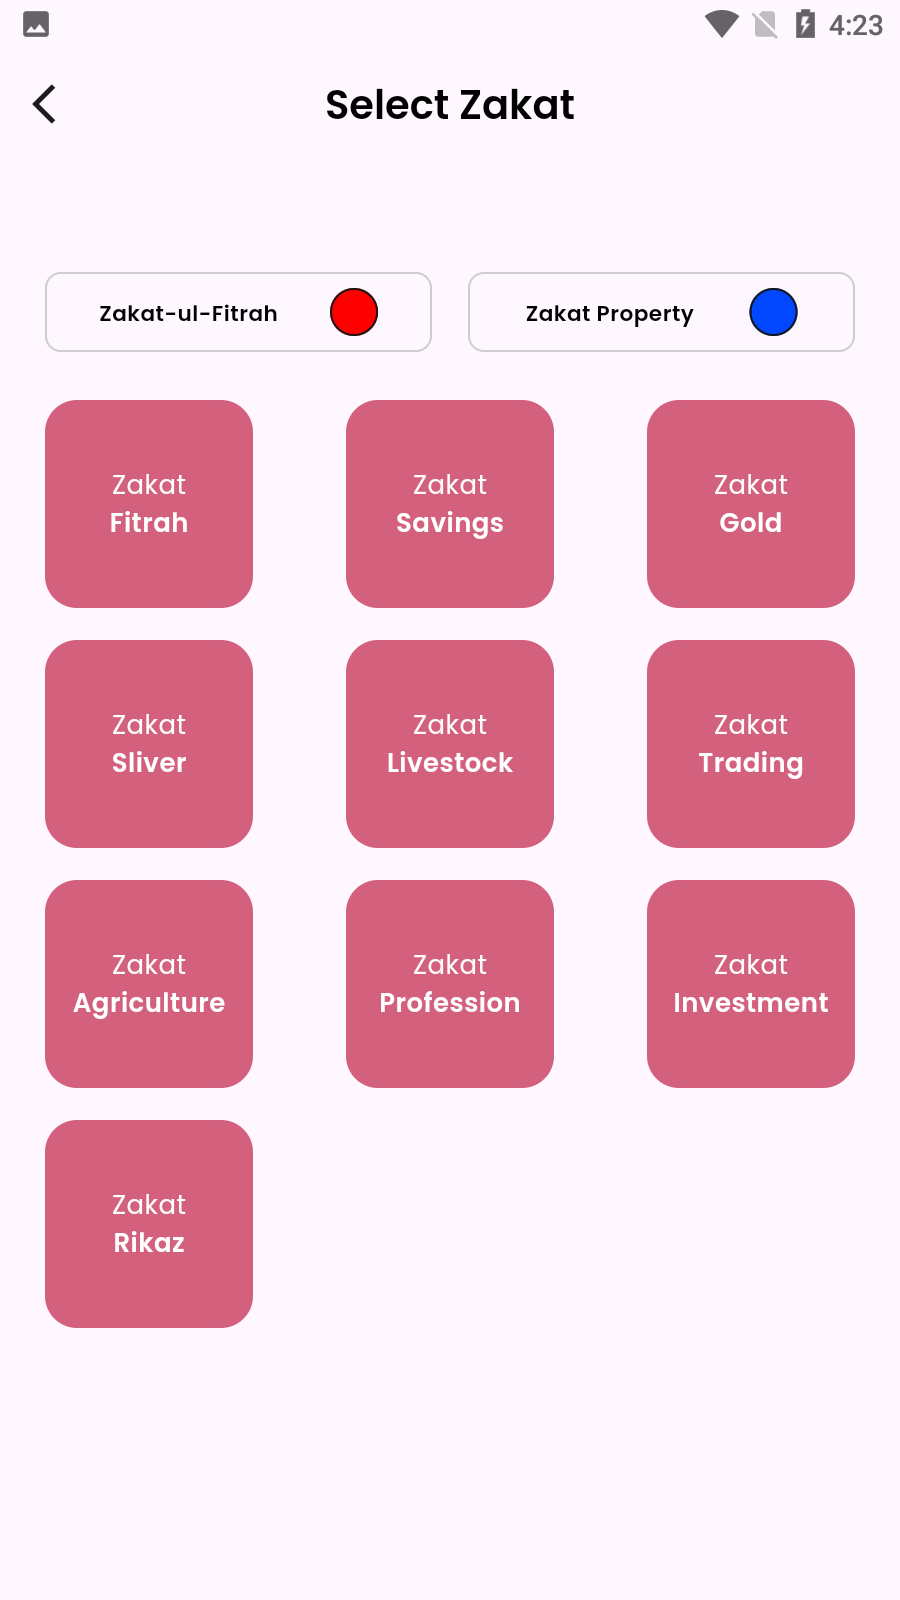 4:23
Select Zakat
Zakat-ul-Fitrah
Zakat Property
Zakat
Fitrah
Zakat
Savings
Zakat
Gold
Zakat
Sliver
Zakat
Livestock
Zakat
Trading
Zakat
Agriculture
Zakat
Profession
Zakat
Investment
Zakat
Rikaz